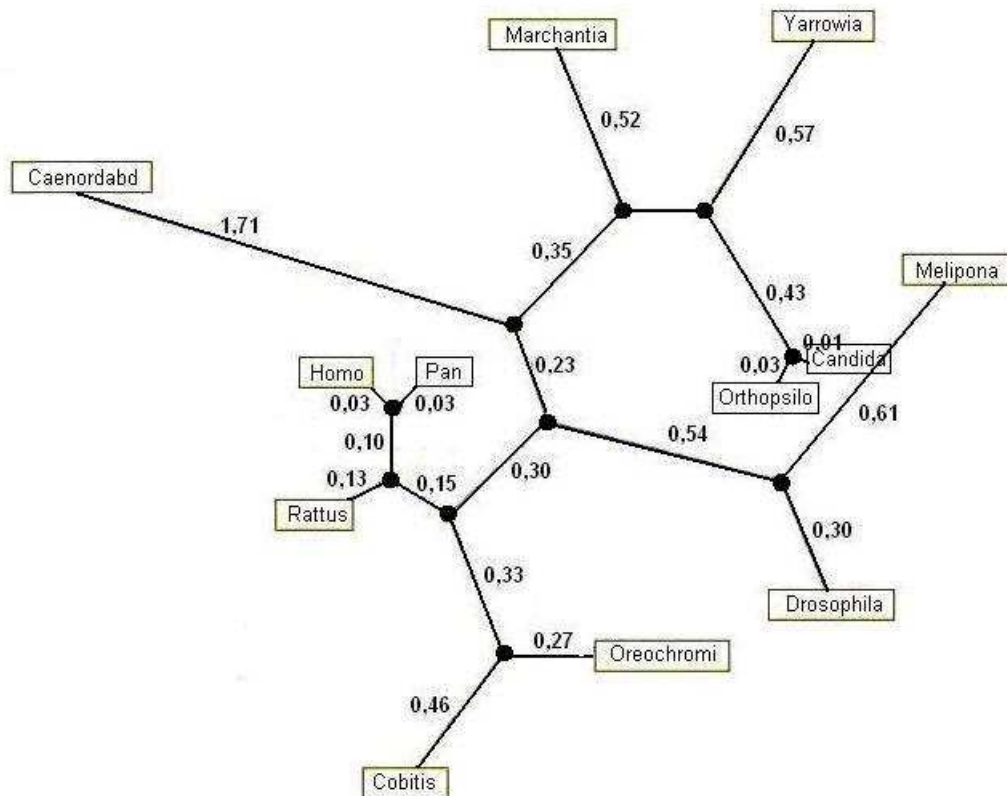 Marchantia
Yarrowia
0,52
0,57
Caenordabd
1,71
0,35
Melipona
0,43
0,01
0,03
Candida
Orthopsilo
0,23
Homo
Pan
0,03
0,03
0,61
0,10
0,54
0,13
0,15
0,30
Rattus
0,30
0,33
Drosophila
0,27
Oreochromi
0,46
Cobitis